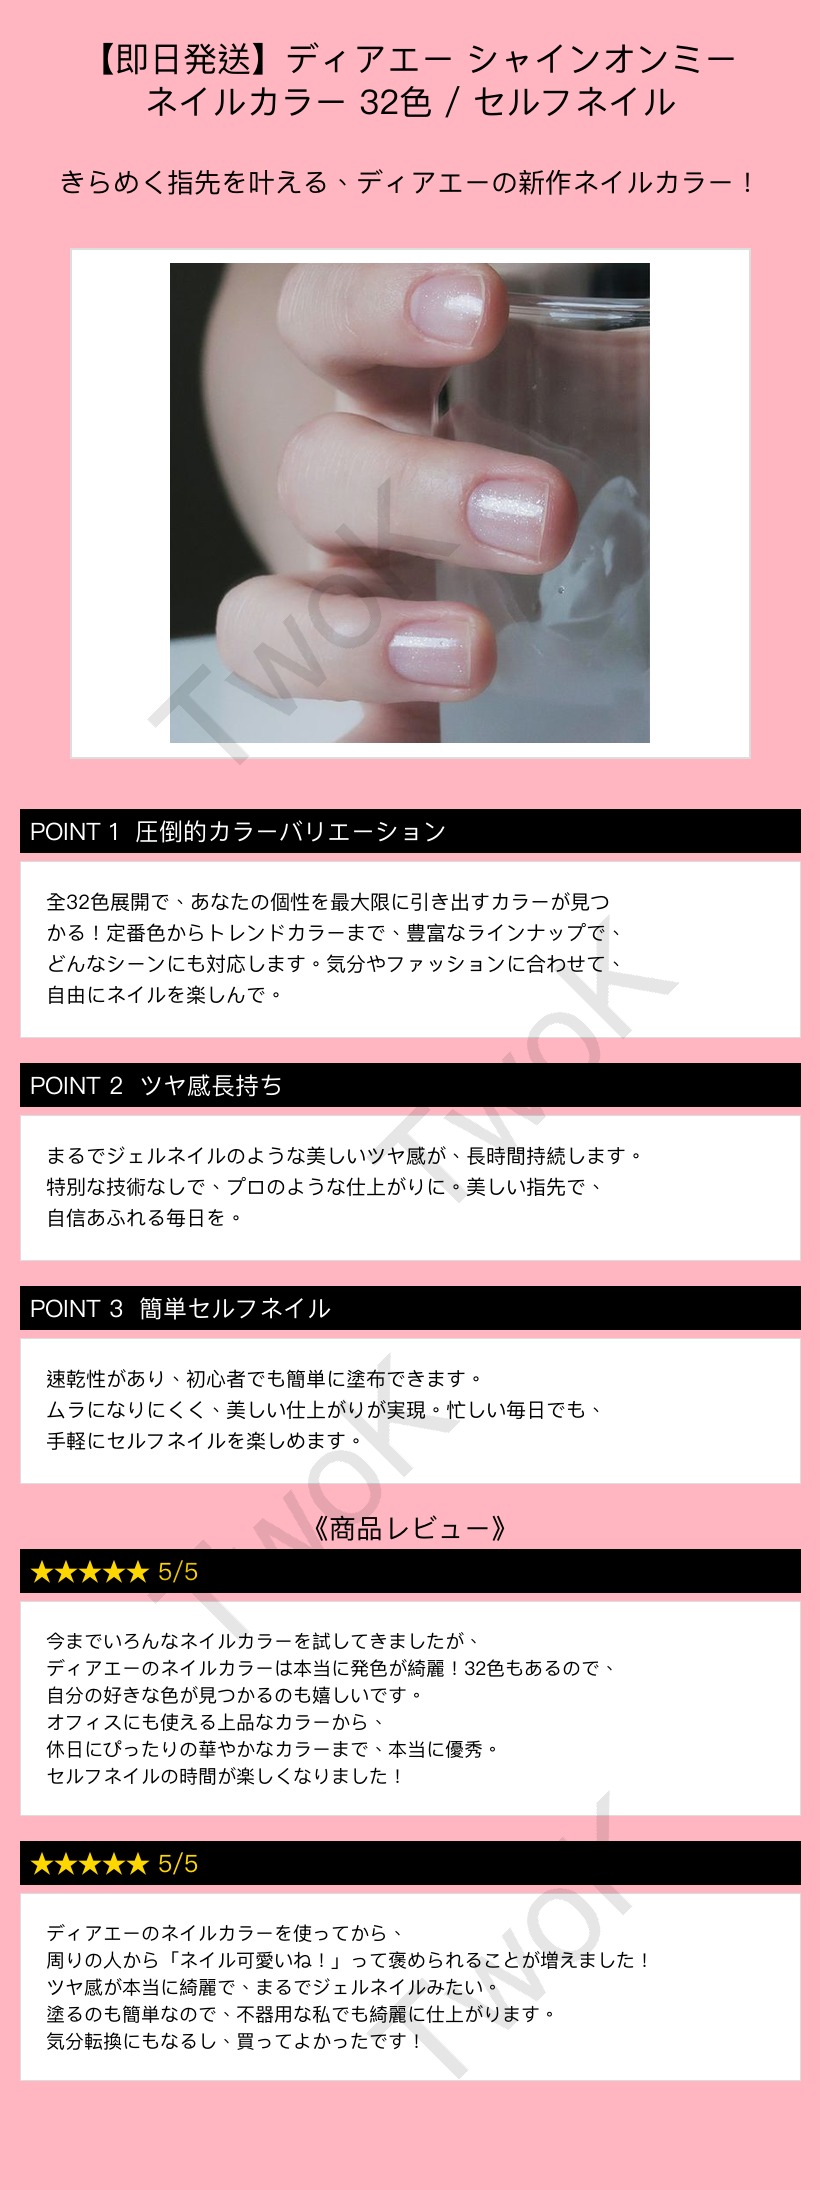 【即日発送】ディアエー シャインオンミー
ネイルカラー 32色 / セルフネイル
きらめく指先を叶える、ディアエーの新作ネイルカラー！
TwoK
POINT 1 圧倒的カラーバリエーション
全32色展開で、あなたの個性を最大限に引き出すカラーが見つ
かる！定番色からトレンドカラーまで、豊富なラインナップで、
どんなシーンにも対応します。気分やファッションに合わせて、
自由にネイルを楽しんで。
TwoK
POINT 2 ツヤ感長持ち
まるでジェルネイルのような美しいツヤ感が、長時間持続します。
特別な技術なしで、プロのような仕上がりに。美しい指先で、
自信あふれる毎日を。
POINT 3 簡単セルフネイル
速乾性があり、初心者でも簡単に塗布できます。
ムラになりにくく、美しい仕上がりが実現。忙しい毎日でも、
手軽にセルフネイルを楽しめます。
TwoK
《商品レビュー》
★★★★★ 5/5
今までいろんなネイルカラーを試してきましたが、
ディアエーのネイルカラーは本当に発色が綺麗！32色もあるので、
自分の好きな色が見つかるのも嬉しいです。
オフィスにも使える上品なカラーから、
休日にぴったりの華やかなカラーまで、本当に優秀。
セルフネイルの時間が楽しくなりました！
★★★★★ 5/5
ディアエーのネイルカラーを使ってから、
周りの人から「ネイル可愛いね！」って褒められることが増えました！
ツヤ感が本当に綺麗で、まるでジェルネイルみたい。
塗るのも簡単なので、不器用な私でも綺麗に仕上がります。
気分転換にもなるし、買ってよかったです！
TwoK